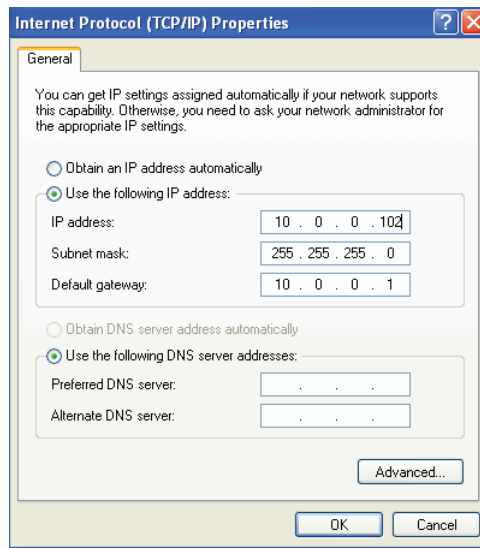 Internet Protocol (TCP/IP) Properties
General
You can get IP settings assigned automatically if your network supports
this capability. Otherwise, you need to ask your network administrator for
the appropriate IP settings.
Obtain an IP address automatically
Use the following IP address:
IP address: 10 . 0 . 0 . 102
Subnet mask: 255 . 255 . 255 . 0
Default gateway: 10 . 0 . 0 . 1
Obtain DNS server address automatically
Use the following DNS server addresses:
Preferred DNS server: . . .
Alternate DNS server: . . .
Advanced...
OK Cancel